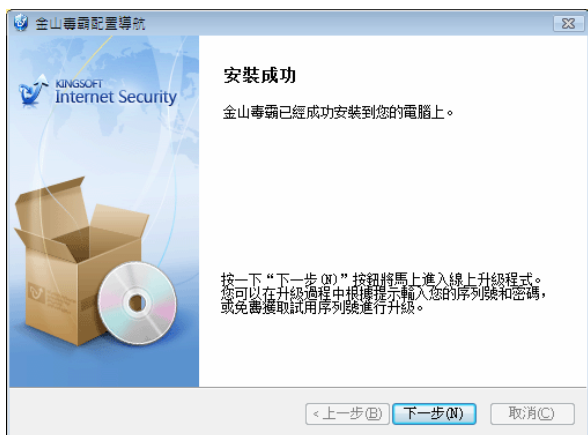 金山毒霸配置導航
KINGSOFT
Internet Security
安裝成功
金山毒霸已經成功安裝到您的電腦上。
按一下“下一步(N)”按鈕將馬上進入線上升級程式。
您可以在升級過程中根據提示輸入您的序列號和密碼，
或免費獲取試用序列號進行升級。
<上一步(B) 下一步(N) 取消(C)